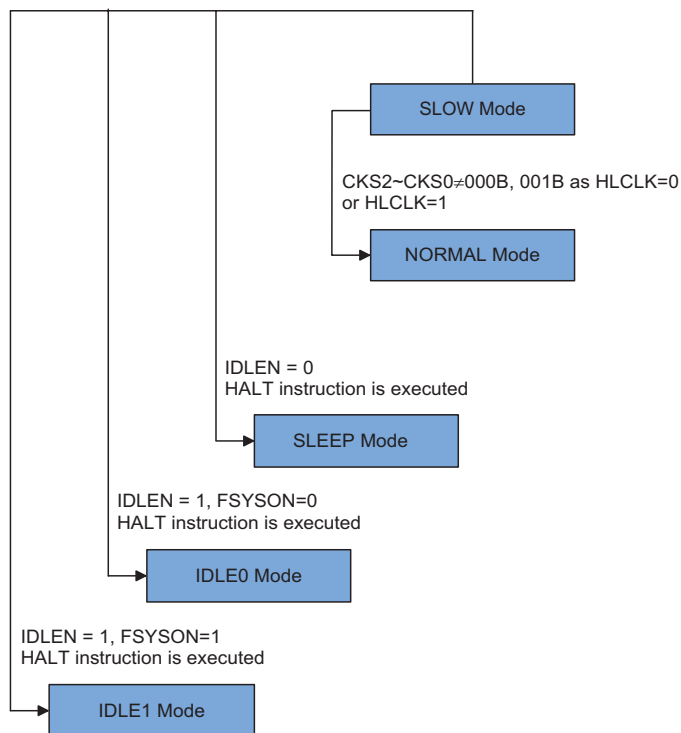 SLOW Mode
CKS2~CKS0≠000B, 001B as HLCLK=0
or HLCLK=1
NORMAL Mode
IDLEN = 0
HALT instruction is executed
SLEEP Mode
IDLEN = 1, FSYSON=0
HALT instruction is executed
IDLE0 Mode
IDLEN = 1, FSYSON=1
HALT instruction is executed
IDLE1 Mode